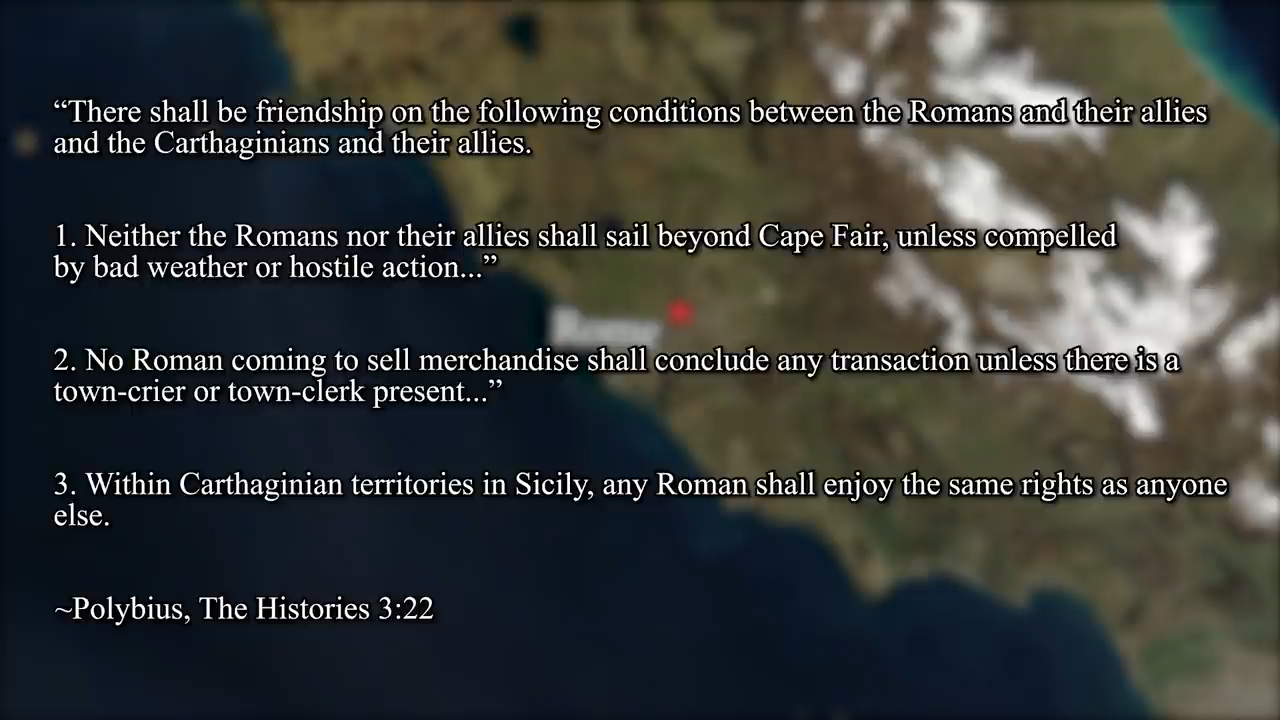 “There shall be friendship on the following conditions between the Romans and their allies
and the Carthaginians and their allies.
1. Neither the Romans nor their allies shall sail beyond Cape Fair, unless compelled
by bad weather or hostile action...”
Rome
2. No Roman coming to sell merchandise shall conclude any transaction unless there is a
town-crier or town-clerk present...”
3. Within Carthaginian territories in Sicily, any Roman shall enjoy the same rights as anyone
else.
~Polybius, The Histories 3:22